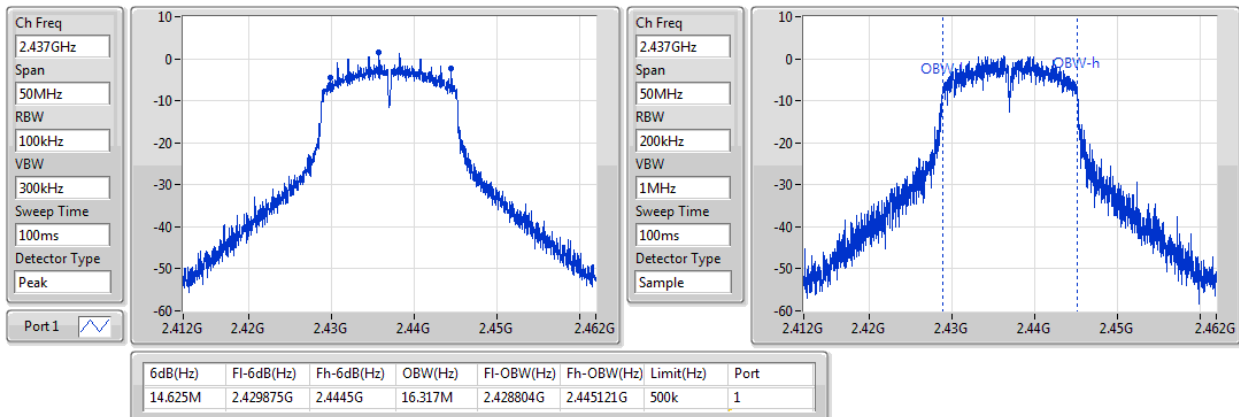 Ch Freq
2.437GHz
Span
50MHz
RBW
100kHz
VBW
300kHz
Sweep Time
100ms
Detector Type
Peak
Port 1
10
0
-10
-20
-30
-40
-50
-60
2.412G 2.42G 2.43G 2.44G 2.45G 2.462G
Ch Freq
2.437GHz
Span
50MHz
RBW
200kHz
VBW
1MHz
Sweep Time
100ms
Detector Type
Sample
10
0
-10
-20
-30
-40
-50
-60
OBW
OBW-h
2.412G 2.42G 2.43G 2.44G 2.45G 2.462G
6dB(Hz) Fl-6dB(Hz) Fh-6dB(Hz) OBW(Hz) Fl-OBW(Hz) Fh-OBW(Hz) Limit(Hz) Port
14.625M 2.429875G 2.4445G 16.317M 2.428804G 2.445121G 500k 1